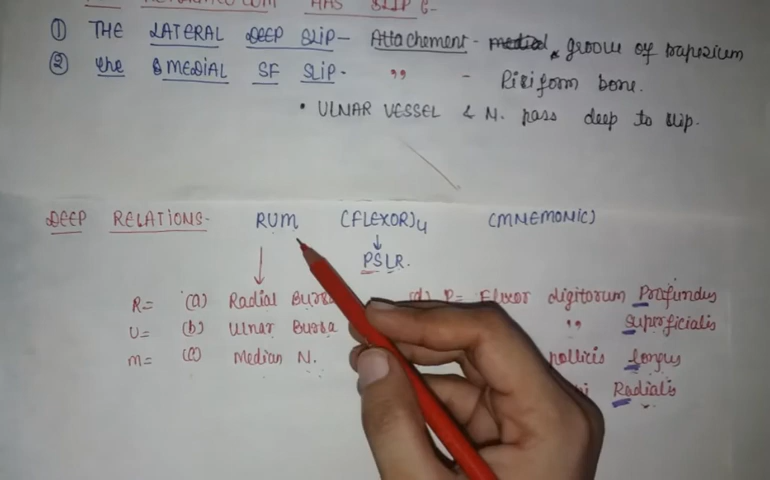 HAS SLIPS-
① THE LATERAL DEEP SLIP- Attachement - medial groove of trapezium
② the MEDIAL SF SLIP- ,, - Pisiform bone.
• ULNAR VESSEL & N. pass deep to slip.
DEEP RELATIONS- RUM (FLEXOR)4 (MNEMONIC)
↓ ↓
PSLR.
R= (a) Radial Bursa (d) P= Flexor digitorum Profundus
U= (b) Ulnar Bursa ,, Superficialis
M= (c) Median N. pollicis Longus
Radialis